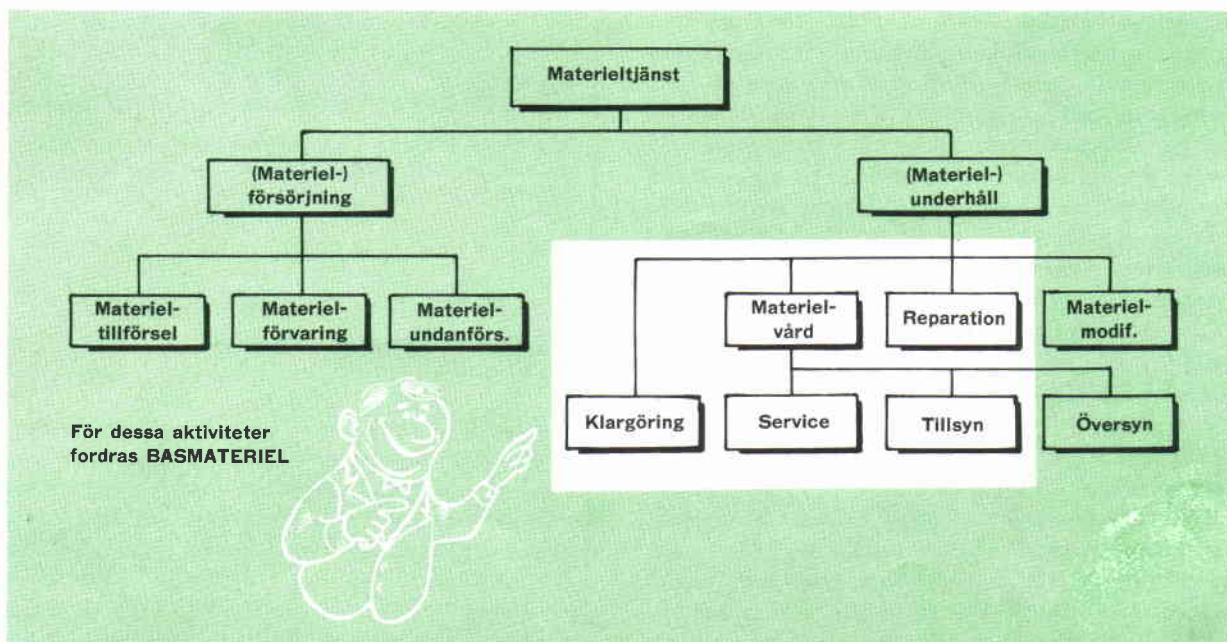 Materieltjänst
(Materiel-)
försörjning
(Materiel-)
underhåll
Materiel-
tillförsel
Materiel-
förvaring
Materiel-
undanförs.
Materiel-
vård
Reparation
Materiel-
modif.
Klargöring
Service
Tillsyn
Översyn
För dessa aktiviteter
fordras BASMATERIEL